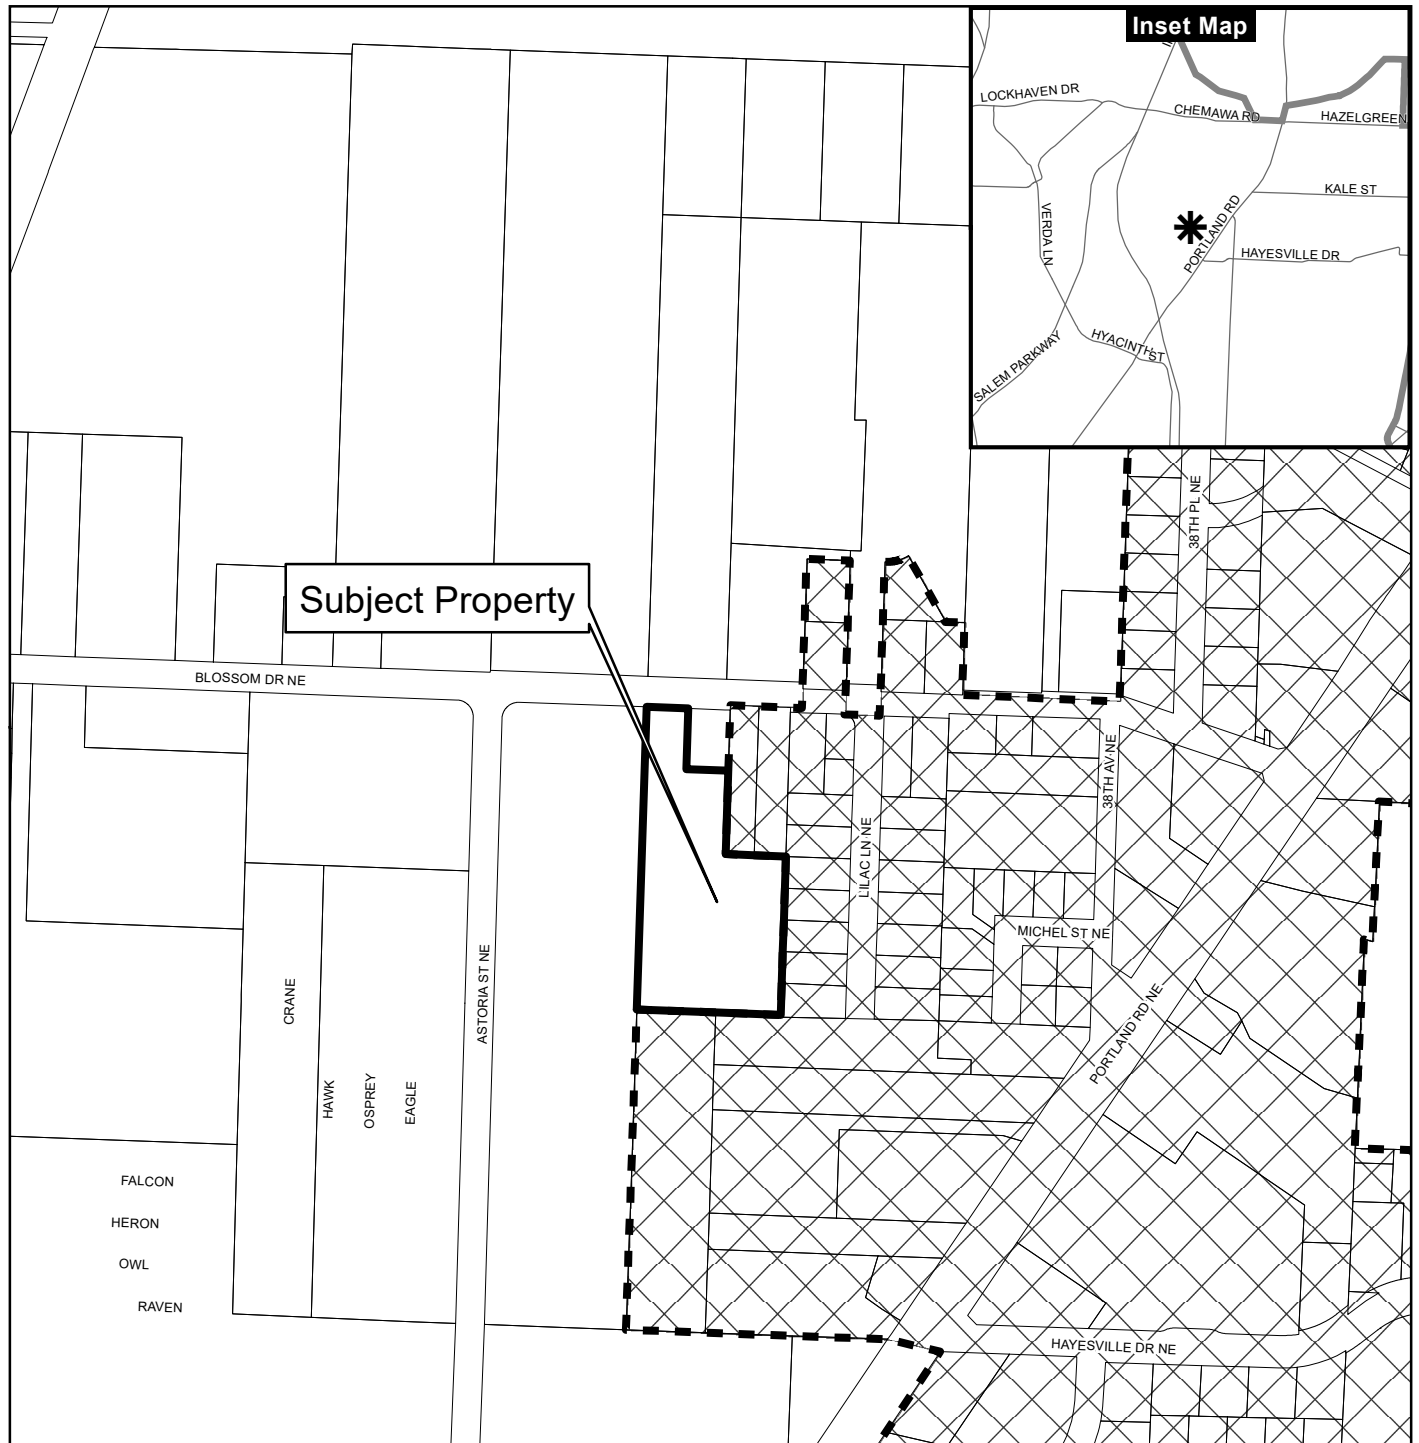 Inset Map
LOCKHAVEN DR
CHEMAWA RD
HAZELGREEN
KALE ST
VERDA LN
PORTLAND RD
HAYESVILLE DR
HYACINTH ST
SALEM PARKWAY
38TH PL NE
Subject Property
BLOSSOM DR NE
38TH AV NE
LILAC LN NE
MICHEL ST NE
ASTORIA ST NE
CRANE
PORTLAND RD NE
HAWK
OSPREY
EAGLE
FALCON
HERON
OWL
RAVEN
HAYESVILLE DR NE